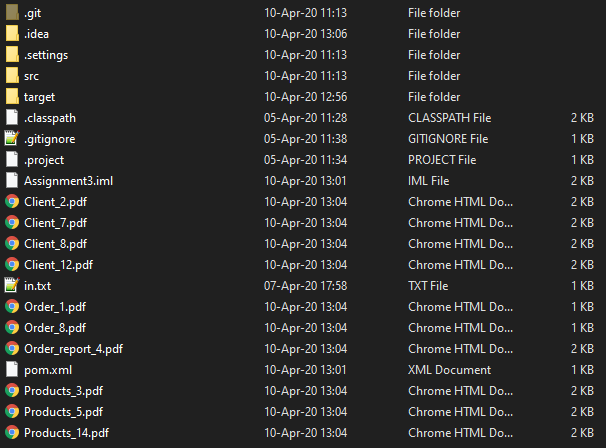 .git 10-Apr-20 11:13 File folder
.idea 10-Apr-20 13:06 File folder
.settings 10-Apr-20 11:13 File folder
src 10-Apr-20 11:13 File folder
target 10-Apr-20 12:56 File folder
.classpath 05-Apr-20 11:28 CLASSPATH File 2 KB
.gitignore 05-Apr-20 11:38 GITIGNORE File 1 KB
.project 05-Apr-20 11:34 PROJECT File 1 KB
Assignment3.iml 10-Apr-20 13:01 IML File 2 KB
Client_2.pdf 10-Apr-20 13:04 Chrome HTML Do... 2 KB
Client_7.pdf 10-Apr-20 13:04 Chrome HTML Do... 2 KB
Client_8.pdf 10-Apr-20 13:04 Chrome HTML Do... 2 KB
Client_12.pdf 10-Apr-20 13:04 Chrome HTML Do... 2 KB
in.txt 07-Apr-20 17:58 TXT File 1 KB
Order_1.pdf 10-Apr-20 13:04 Chrome HTML Do... 1 KB
Order_8.pdf 10-Apr-20 13:04 Chrome HTML Do... 1 KB
Order_report_4.pdf 10-Apr-20 13:04 Chrome HTML Do... 2 KB
pom.xml 10-Apr-20 13:01 XML Document 1 KB
Products_3.pdf 10-Apr-20 13:04 Chrome HTML Do... 2 KB
Products_5.pdf 10-Apr-20 13:04 Chrome HTML Do... 2 KB
Products_14.pdf 10-Apr-20 13:04 Chrome HTML Do... 2 KB